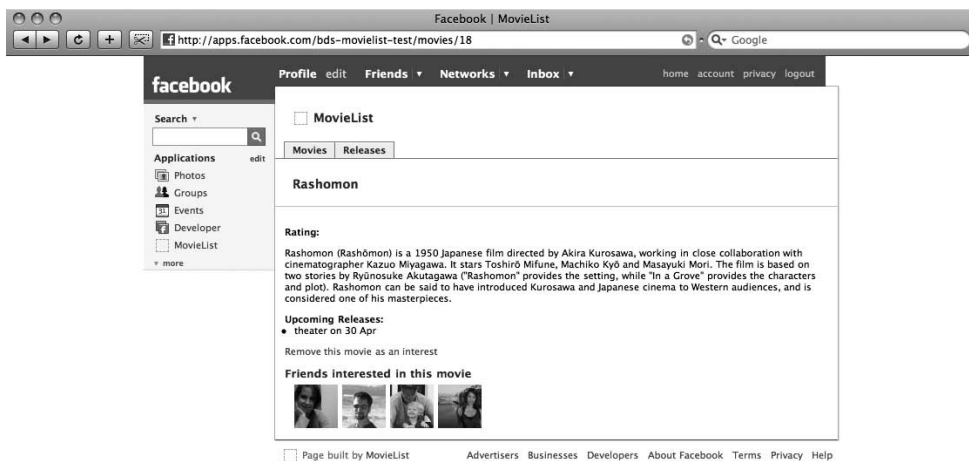 Facebook | MovieList
http://apps.facebook.com/bds-movielist-test/movies/18
Google
facebook
Profile edit Friends Networks Inbox home account privacy logout
Search
Applications edit
Photos
Groups
31 Events
Developer
MovieList
more
MovieList
Movies Releases
Rashomon
Rating:
Rashomon (Rashōmon) is a 1950 Japanese film directed by Akira Kurosawa, working in close collaboration with
cinematographer Kazuo Miyagawa. It stars Toshirō Mifune, Machiko Kyō and Masayuki Mori. The film is based on
two stories by Ryūnosuke Akutagawa ("Rashomon" provides the setting, while "In a Grove" provides the characters
and plot). Rashomon can be said to have introduced Kurosawa and Japanese cinema to Western audiences, and is
considered one of his masterpieces.
Upcoming Releases:
• theater on 30 Apr
Remove this movie as an interest
Friends interested in this movie
Page built by MovieList Advertisers Businesses Developers About Facebook Terms Privacy Help